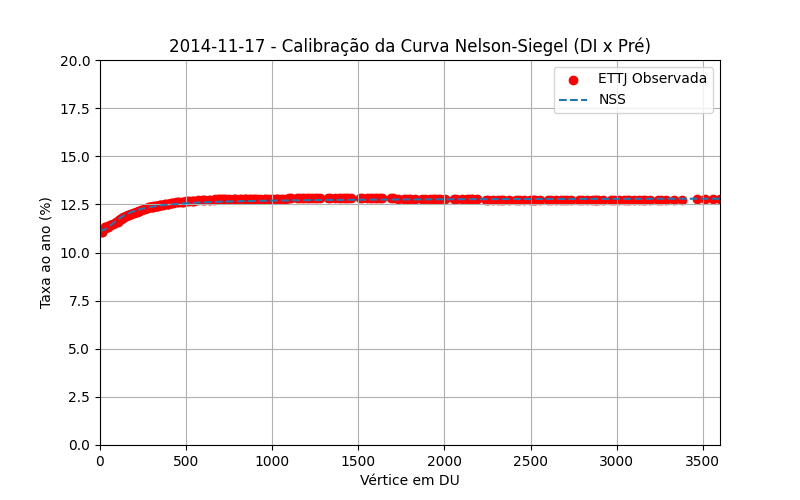 2014-11-17 - Calibração da Curva Nelson-Siegel (DI x Pré)
ETTJ Observada
NSS
Taxa ao ano (%)
20.0
17.5
15.0
12.5
10.0
7.5
5.0
2.5
0.0
0 500 1000 1500 2000 2500 3000 3500
Vértice em DU